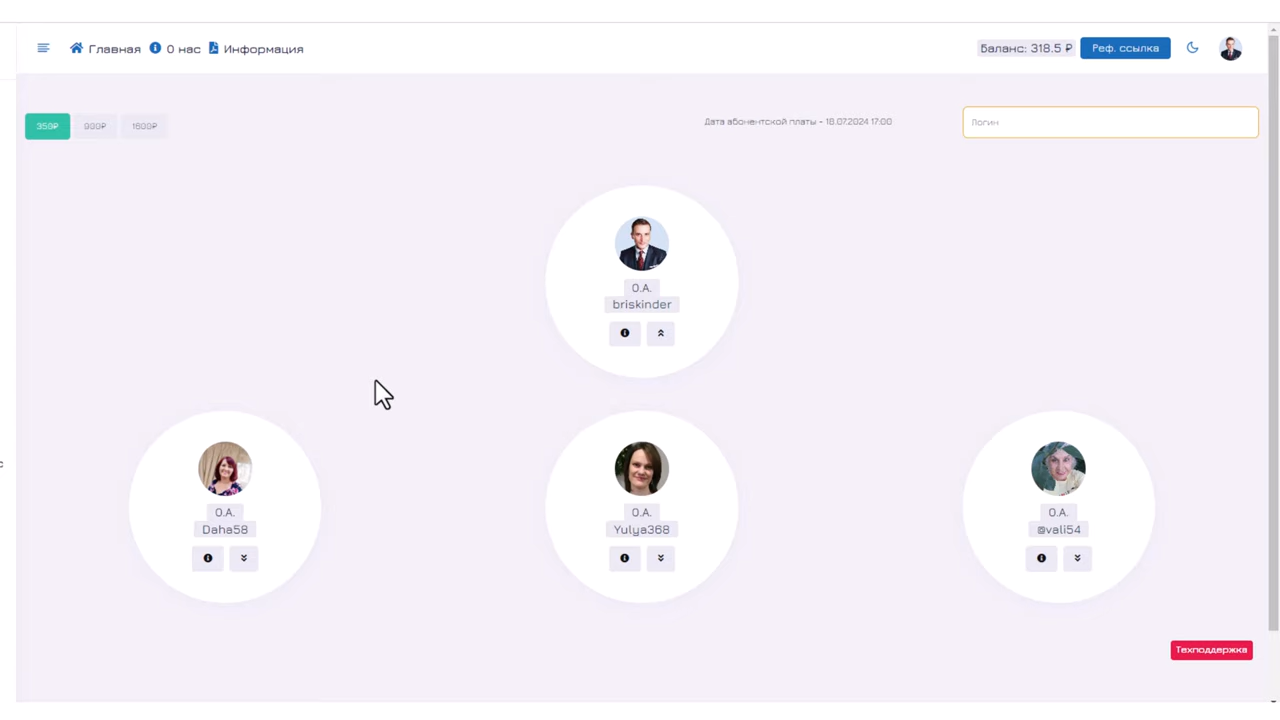 Главная О нас Информация
Баланс: 318.5 ₽ Реф. ссылка
350₽ 900₽ 1600₽
Дата абонентской платы - 18.07.2024 17:00
Логин
О.А.
briskinder
О.А.
Daha58
О.А.
Yulya368
О.А.
@vali54
с
Техподдержка